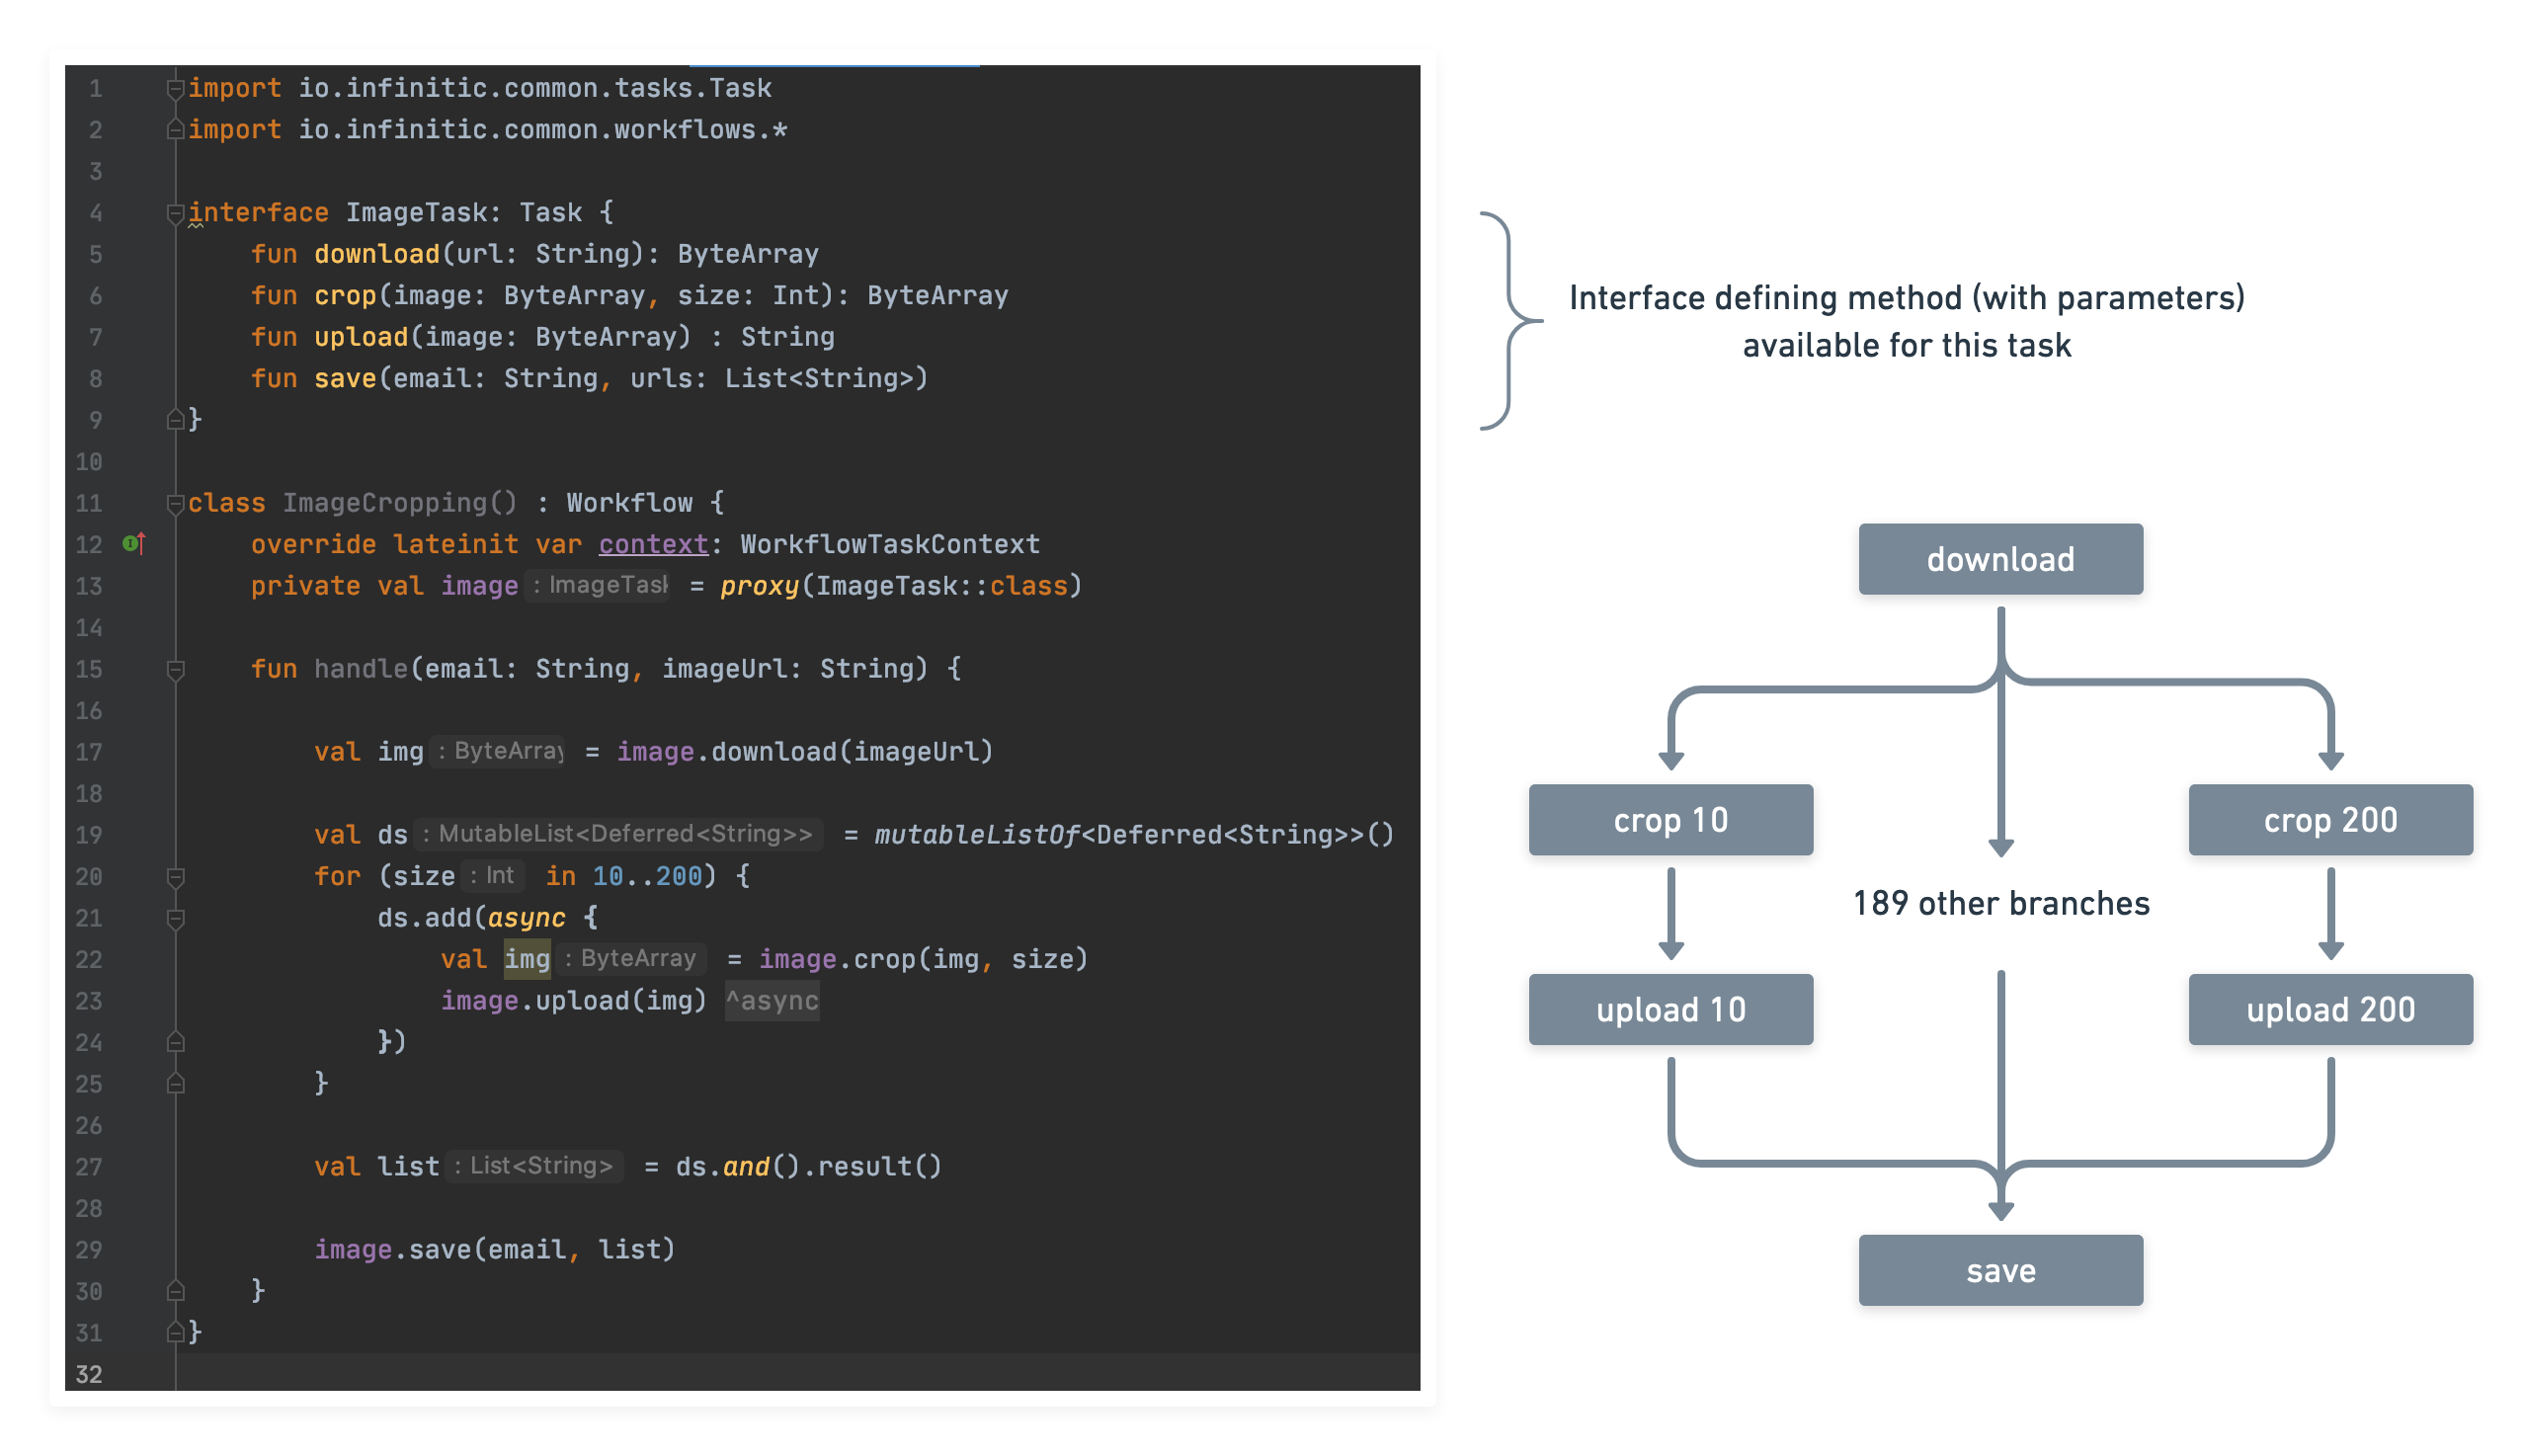 1 import io.infinitic.common.tasks.Task
2 import io.infinitic.common.workflows.*
3
4 interface ImageTask: Task {
5     fun download(url: String): ByteArray
6     fun crop(image: ByteArray, size: Int): ByteArray
7     fun upload(image: ByteArray) : String
8     fun save(email: String, urls: List<String>)
9 }
10
11 class ImageCropping() : Workflow {
12     override lateinit var context: WorkflowTaskContext
13     private val image : ImageTask = proxy(ImageTask::class)
14
15     fun handle(email: String, imageUrl: String) {
16
17         val img : ByteArray = image.download(imageUrl)
18
19         val ds : MutableList<Deferred<String>> = mutableListOf<Deferred<String>>()
20         for (size : Int in 10..200) {
21             ds.add(async {
22                 val img : ByteArray = image.crop(img, size)
23                 image.upload(img) ^async
24             })
25         }
26
27         val list : List<String> = ds.and().result()
28
29         image.save(email, list)
30     }
31 }
32
Interface defining method (with parameters)
available for this task
download
crop 10
crop 200
189 other branches
upload 10
upload 200
save